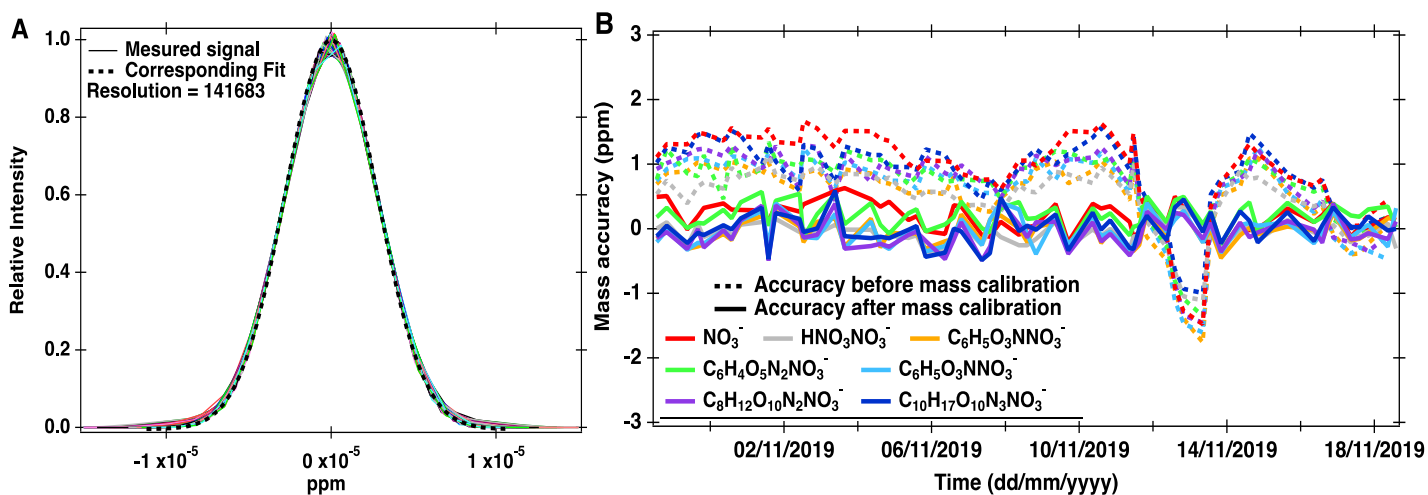 A
Relative Intensity
1.0
0.8
0.6
0.4
0.2
0.0
Mesured signal
Corresponding Fit
Resolution = 141683
-1 x10⁻⁵
0 x10⁻⁵
1 x10⁻⁵
ppm
B
Mass accuracy (ppm)
3
2
1
0
-1
-2
-3
Accuracy before mass calibration
Accuracy after mass calibration
NO₃⁻ HNO₃NO₃⁻ C₆H₅O₃NNO₃⁻
C₆H₄O₅N₂NO₃⁻ C₆H₅O₃NNO₃⁻
C₈H₁₂O₁₀N₂NO₃⁻ C₁₀H₁₇O₁₀N₃NO₃⁻
02/11/2019 06/11/2019 10/11/2019 14/11/2019 18/11/2019
Time (dd/mm/yyyy)